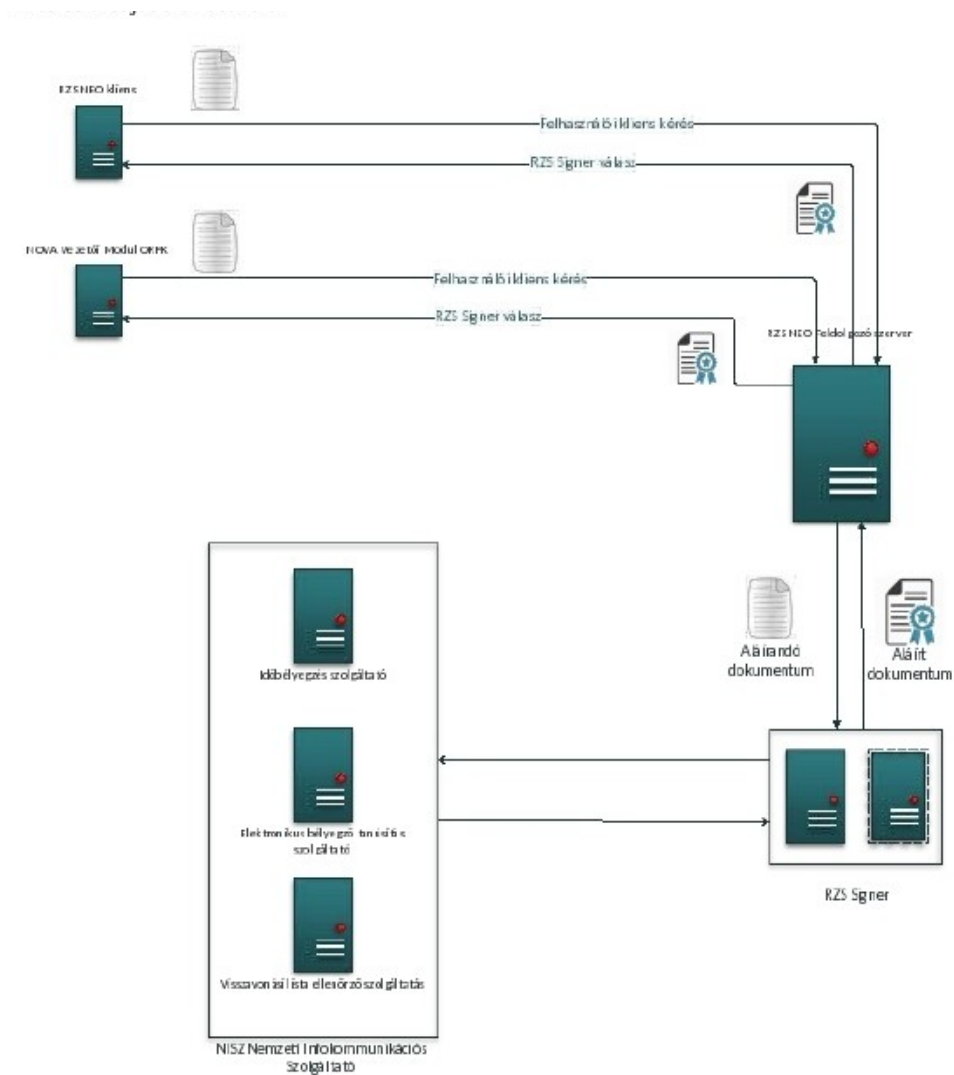 RZS NEO kliens
Felhasználói kliens kérés
RZS Signer válasz
NOVA Vezetői Modul ORFK
Felhasználói kliens kérés
RZS Signer válasz
RZS NEO Feldolgozó szerver
Aláírandó
dokumentum
Aláírt
dokumentum
Időbélyegzés szolgáltató
Elektronikus bélyegző tanúsítás
szolgáltató
RZS Signer
Visszavonási lista ellenőrző szolgáltatás
NISZ Nemzeti Infokommunikációs
Szolgáltató